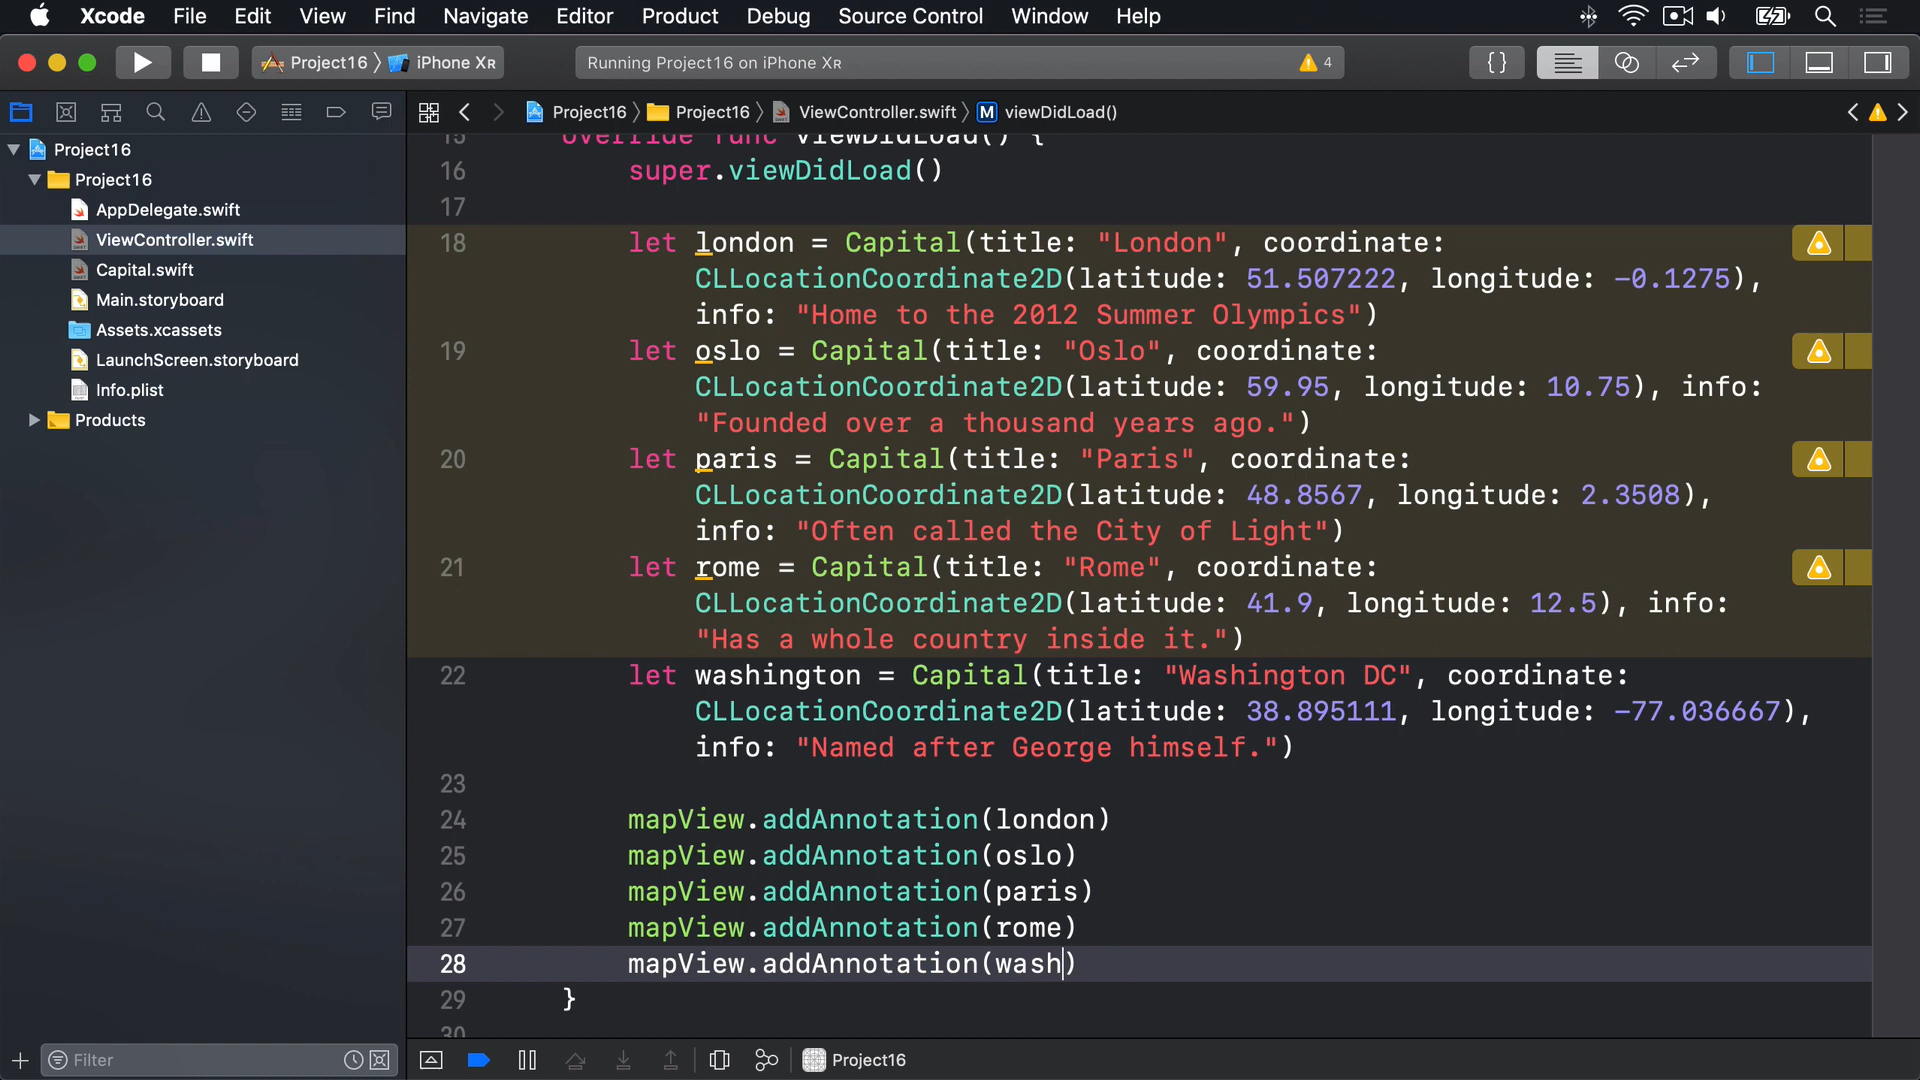 Xcode File Edit View Find Navigate Editor Product Debug Source Control Window Help
Project16 iPhone XR
Running Project16 on iPhone XR
4
{}
Project16
Project16
ViewController.swift
M viewDidLoad()
Project16
Project16
AppDelegate.swift
ViewController.swift
Capital.swift
Main.storyboard
Assets.xcassets
LaunchScreen.storyboard
Info.plist
Products
15 override func viewDidLoad() {
16 super.viewDidLoad()
17
18 let london = Capital(title: "London", coordinate:
CLLocationCoordinate2D(latitude: 51.507222, longitude: -0.1275),
info: "Home to the 2012 Summer Olympics")
19 let oslo = Capital(title: "Oslo", coordinate:
CLLocationCoordinate2D(latitude: 59.95, longitude: 10.75), info:
"Founded over a thousand years ago.")
20 let paris = Capital(title: "Paris", coordinate:
CLLocationCoordinate2D(latitude: 48.8567, longitude: 2.3508),
info: "Often called the City of Light")
21 let rome = Capital(title: "Rome", coordinate:
CLLocationCoordinate2D(latitude: 41.9, longitude: 12.5), info:
"Has a whole country inside it.")
22 let washington = Capital(title: "Washington DC", coordinate:
CLLocationCoordinate2D(latitude: 38.895111, longitude: -77.036667),
info: "Named after George himself.")
23
24 mapView.addAnnotation(london)
25 mapView.addAnnotation(oslo)
26 mapView.addAnnotation(paris)
27 mapView.addAnnotation(rome)
28 mapView.addAnnotation(wash)
29 }
30
Filter
Project16